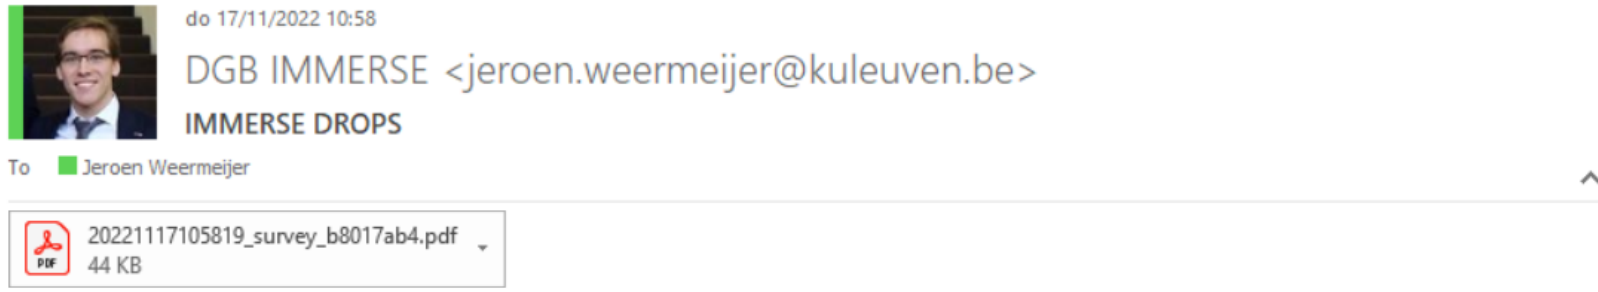 do 17/11/2022 10:58
DGB IMMERSE <jeroen.weermeijer@kuleuven.be>
IMMERSE DROPS
To Jeroen Weermeijer
20221117105819_survey_b8017ab4.pdf
PDF 44 KB